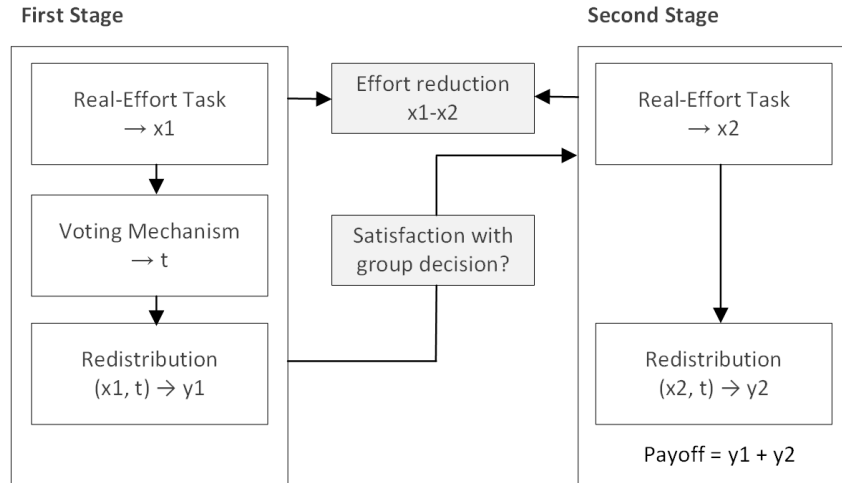 First Stage
Second Stage
Real-Effort Task
→ x1
Effort reduction
x1-x2
Real-Effort Task
→ x2
Voting Mechanism
→ t
Satisfaction with
group decision?
Redistribution
(x1, t) → y1
Redistribution
(x2, t) → y2
Payoff = y1 + y2